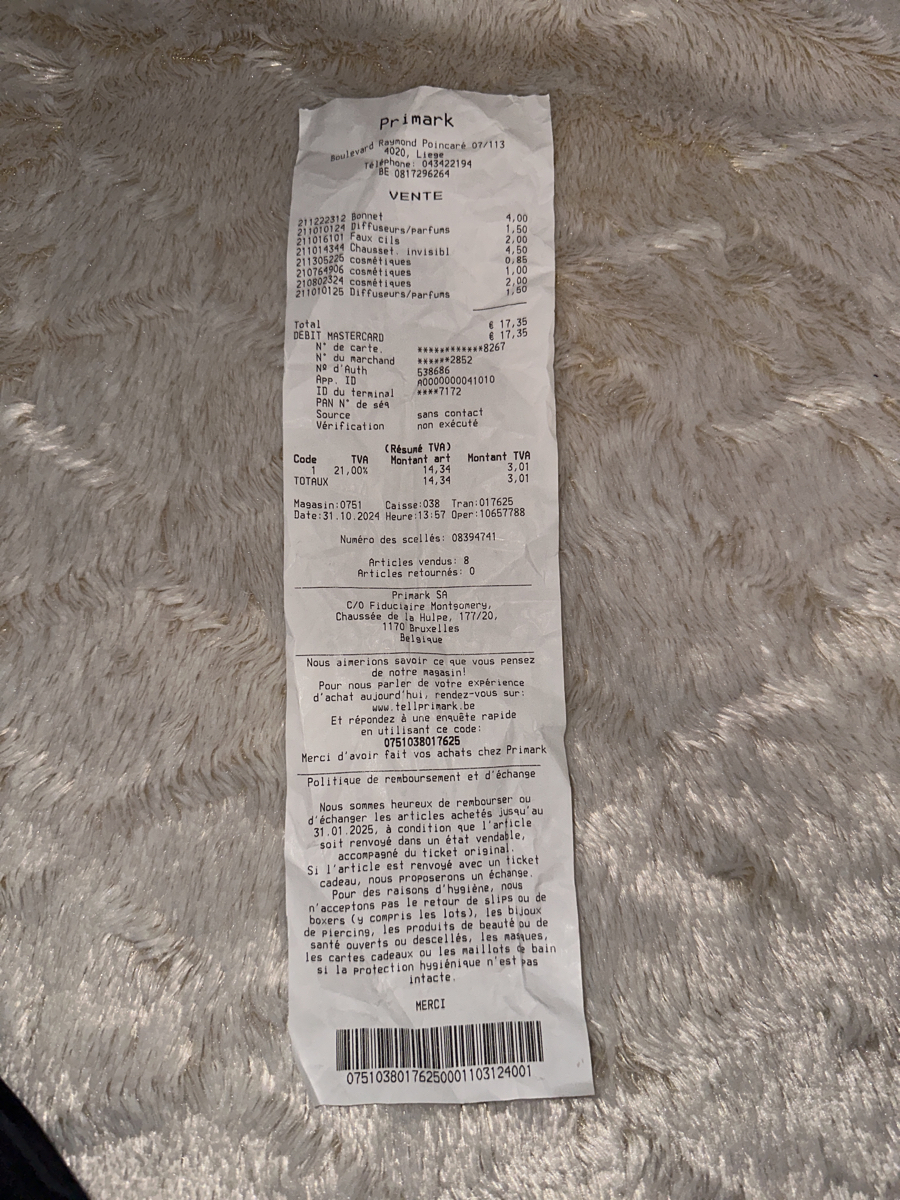 Primark
Boulevard Raymond Poincaré 07/113
4020, Liege
Téléphone: 043422194
BE 0817296264
VENTE
211222312 Bonnet 4,00
211010124 Diffuseurs/parfums 1,50
211016101 Faux cils 2,00
211014344 Chausset. invisibl 4,50
211305225 cosmétiques 0,85
210764906 cosmétiques 1,00
210802324 cosmétiques 2,00
211010125 Diffuseurs/parfums 1,50
Total € 17,35
DEBIT MASTERCARD € 17,35
N° de carte. ************8267
N° du marchand ******2852
Nº d'Auth 538686
App. ID A0000000041010
ID du terminal ****7172
PAN N° de séq
Source sans contact
Vérification non exécuté
(Résumé TVA)
Code TVA Montant art Montant TVA
1 21,00% 14,34 3,01
TOTAUX 14,34 3,01
Magasin:0751 Caisse:038 Tran:017625
Date:31.10.2024 Heure:13:57 Oper:10657788
Numéro des scellés: 08394741
Articles vendus: 8
Articles retournés: 0
Primark SA
C/O Fiduciaire Montgomery,
Chaussée de la Hulpe, 177/20,
1170 Bruxelles
Belgique
Nous aimerions savoir ce que vous pensez
de notre magasin!
Pour nous parler de votre expérience
d'achat aujourd'hui, rendez-vous sur:
www.tellprimark.be
Et répondez à une enquête rapide
en utilisant ce code:
0751038017625
Merci d'avoir fait vos achats chez Primark
Politique de remboursement et d'échange
Nous sommes heureux de rembourser ou
d'échanger les articles achetés jusqu'au
31.01.2025, à condition que l'article
soit renvoyé dans un état vendable,
accompagné du ticket original.
Si l'article est renvoyé avec un ticket
cadeau, nous proposerons un échange.
Pour des raisons d'hygiène, nous
n'acceptons pas le retour de slips ou de
boxers (y compris les lots), les bijoux
de piercing, les produits de beauté ou de
santé ouverts ou descellés, les masques,
les cartes cadeaux ou les maillots de bain
si la protection hygiénique n'est pas
intacte.
MERCI
075103801762500011031​24001